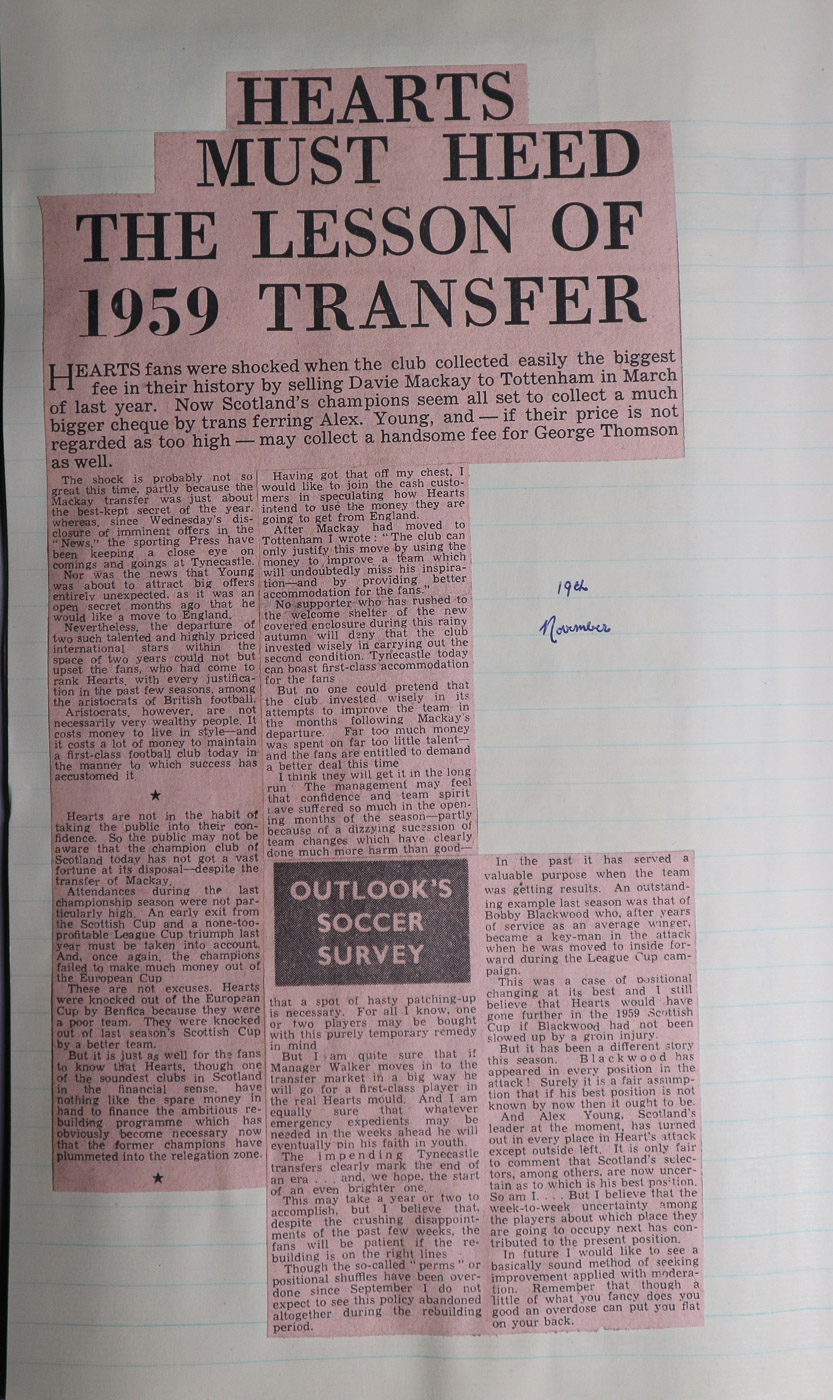 HEARTS
MUST HEED
THE LESSON OF
1959 TRANSFER
HEARTS fans were shocked when the club collected easily the biggest
fee in their history by selling Davie Mackay to Tottenham in March
of last year. Now Scotland's champions seem all set to collect a much
bigger cheque by trans ferring Alex. Young, and — if their price is not
regarded as too high — may collect a handsome fee for George Thomson
as well.
The shock is probably not so
great this time, partly because the
Mackay transfer was just about
the best-kept secret of the year,
whereas, since Wednesday's dis-
closure of imminent offers in the
"News," the sporting Press have
been keeping a close eye on
comings and goings at Tynecastle.
Nor was the news that Young
was about to attract big offers
entirely unexpected, as it was an
open secret months ago that he
would like a move to England.
Nevertheless, the departure of
two such talented and highly priced
international stars within the
space of two years could not but
upset the fans, who had come to
rank Hearts, with every justifica-
tion in the past few seasons, among
the aristocrats of British football.
Aristocrats, however, are not
necessarily very wealthy people. It
costs money to live in style—and
it costs a lot of money to maintain
a first-class football club today in
the manner to which success has
accustomed it
★
Hearts are not in the habit of
taking the public into their con-
fidence. So the public may not be
aware that the champion club of
Scotland today has not got a vast
fortune at its disposal—despite the
transfer of Mackay.
Attendances during the last
championship season were not par-
ticularly high. An early exit from
the Scottish Cup and a none-too-
profitable League Cup triumph last
year must be taken into account.
And, once again, the champions
failed to make much money out of
the European Cup
These are not excuses. Hearts
were knocked out of the European
Cup by Benfica because they were
a poor team. They were knocked
out of last season's Scottish Cup
by a better team.
But it is just as well for the fans
to know that Hearts, though one
of the soundest clubs in Scotland
in the financial sense, have
nothing like the spare money in
hand to finance the ambitious re-
building programme which has
obviously become necessary now
that the former champions have
plummeted into the relegation zone.
★
Having got that off my chest, I
would like to join the cash custo-
mers in speculating how Hearts
intend to use the money they are
going to get from England.
After Mackay had moved to
Tottenham I wrote: "The club can
only justify this move by using the
money to improve a team which
will undoubtedly miss his inspira-
tion—and by providing better
accommodation for the fans."
No supporter who has rushed to
the welcome shelter of the new
covered enclosure during this rainy
autumn will deny that the club
invested wisely in carrying out the
second condition. Tynecastle today
can boast first-class accommodation
for the fans
But no one could pretend that
the club invested wisely in its
attempts to improve the team in
the months following Mackay's
departure. Far too much money
was spent on far too little talent—
and the fans are entitled to demand
a better deal this time
I think they will get it in the long
run The management may feel
that confidence and team spirit
have suffered so much in the open-
ing months of the season—partly
because of a dizzying succession of
team changes which have clearly
done much more harm than good—
OUTLOOK'S
SOCCER
SURVEY
that a spot of hasty patching-up
is necessary. For all I know, one
or two players may be bought
with this purely temporary remedy
in mind
But I am quite sure that if
Manager Walker moves in to the
transfer market in a big way he
will go for a first-class player in
the real Hearts mould. And I am
equally sure that whatever
emergency expedients may be
needed in the weeks ahead he will
eventually pin his faith in youth.
The impending Tynecastle
transfers clearly mark the end of
an era . . . and, we hope, the start
of an even brighter one.
This may take a year or two to
accomplish, but I believe that,
despite the crushing disappoint-
ments of the past few weeks, the
fans will be patient if the re-
building is on the right lines
Though the so-called "perms" or
positional shuffles have been over-
done since September I do not
expect to see this policy abandoned
altogether during the rebuilding
period.
In the past it has served a
valuable purpose when the team
was getting results. An outstand-
ing example last season was that of
Bobby Blackwood who, after years
of service as an average winger,
became a key-man in the attack
when he was moved to inside for-
ward during the League Cup cam-
paign.
This was a case of positional
changing at its best and I still
believe that Hearts would have
gone further in the 1959 Scottish
Cup if Blackwood had not been
slowed up by a groin injury.
But it has been a different story
this season. Blackwood has
appeared in every position in the
attack! Surely it is a fair assump-
tion that if his best position is not
known by now then it ought to be.
And Alex Young, Scotland's
leader at the moment, has turned
out in every place in Heart's attack
except outside left. It is only fair
to comment that Scotland's selec-
tors, among others, are now uncer-
tain as to which is his best position.
So am I. . . . But I believe that the
week-to-week uncertainty among
the players about which place they
are going to occupy next has con-
tributed to the present position.
In future I would like to see a
basically sound method of seeking
improvement applied with modera-
tion. Remember that though a
little of what you fancy does you
good an overdose can put you flat
on your back.
19th
November